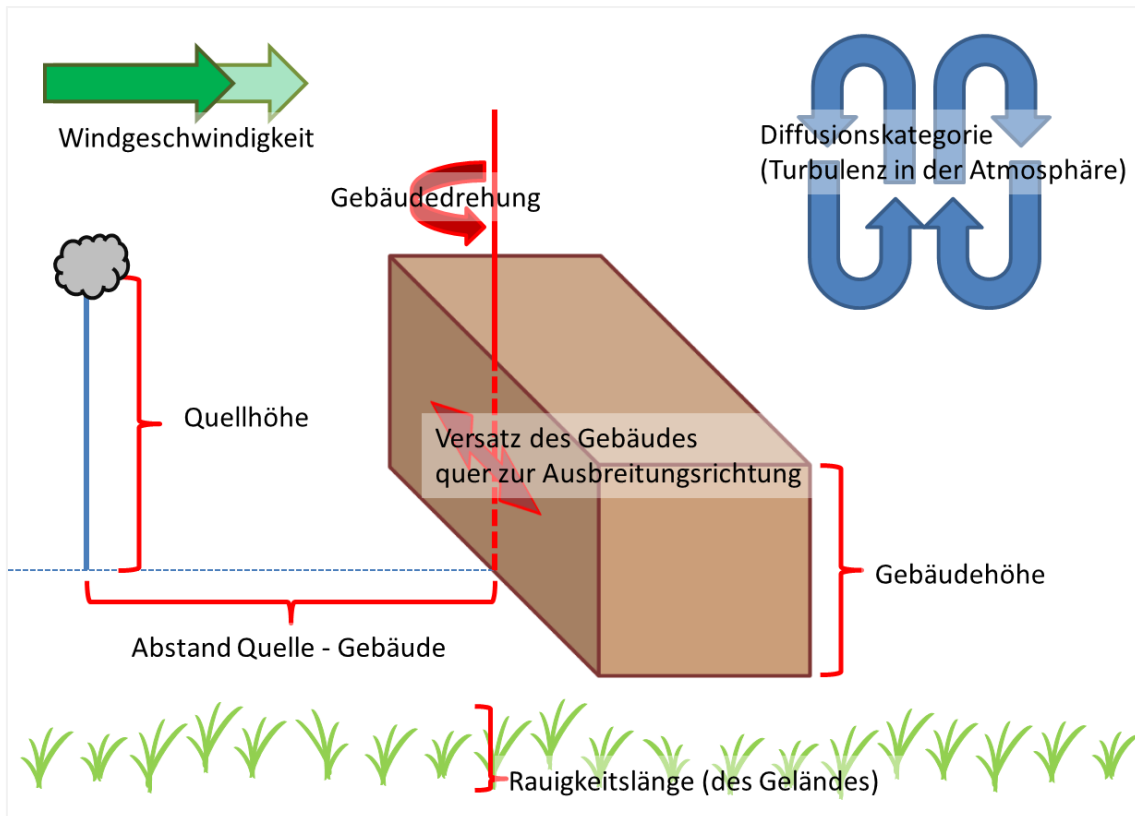 Windgeschwindigkeit
Diffusionskategorie
(Turbulenz in der Atmosphäre)
Gebäudedrehung
Quellhöhe
Versatz des Gebäudes
quer zur Ausbreitungsrichtung
Gebäudehöhe
Abstand Quelle - Gebäude
Rauigkeitslänge (des Geländes)